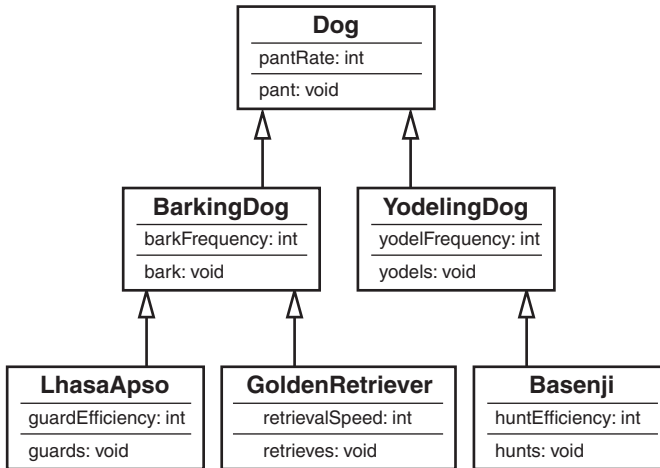 Dog
pantRate: int
pant: void
BarkingDog
barkFrequency: int
bark: void
YodelingDog
yodelFrequency: int
yodels: void
LhasaApso
guardEfficiency: int
guards: void
GoldenRetriever
retrievalSpeed: int
retrieves: void
Basenji
huntEfficiency: int
hunts: void